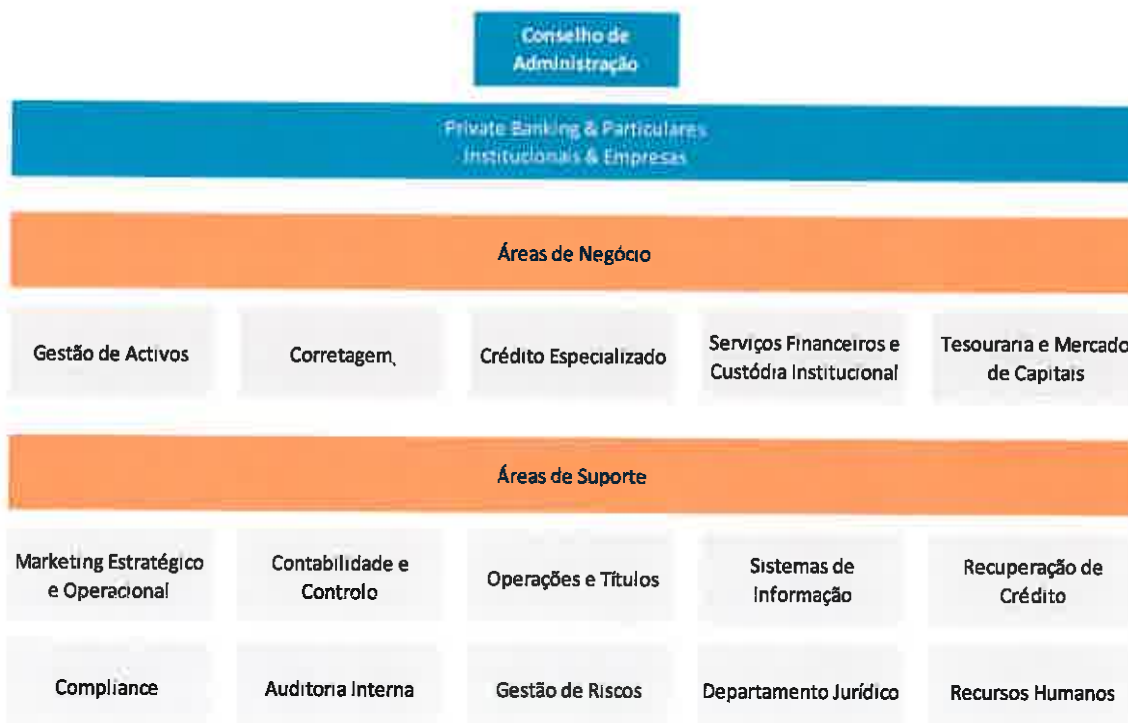 Conselho de
Administração
Private Banking & Particulares
Institucionais & Empresas
Áreas de Negócio
Gestão de Activos
Corretagem
Crédito Especializado
Serviços Financeiros e
Custódia Institucional
Tesouraria e Mercado
de Capitais
Áreas de Suporte
Marketing Estratégico
e Operacional
Contabilidade e
Controlo
Operações e Títulos
Sistemas de
Informação
Recuperação de
Crédito
Compliance
Auditoria Interna
Gestão de Riscos
Departamento Jurídico
Recursos Humanos